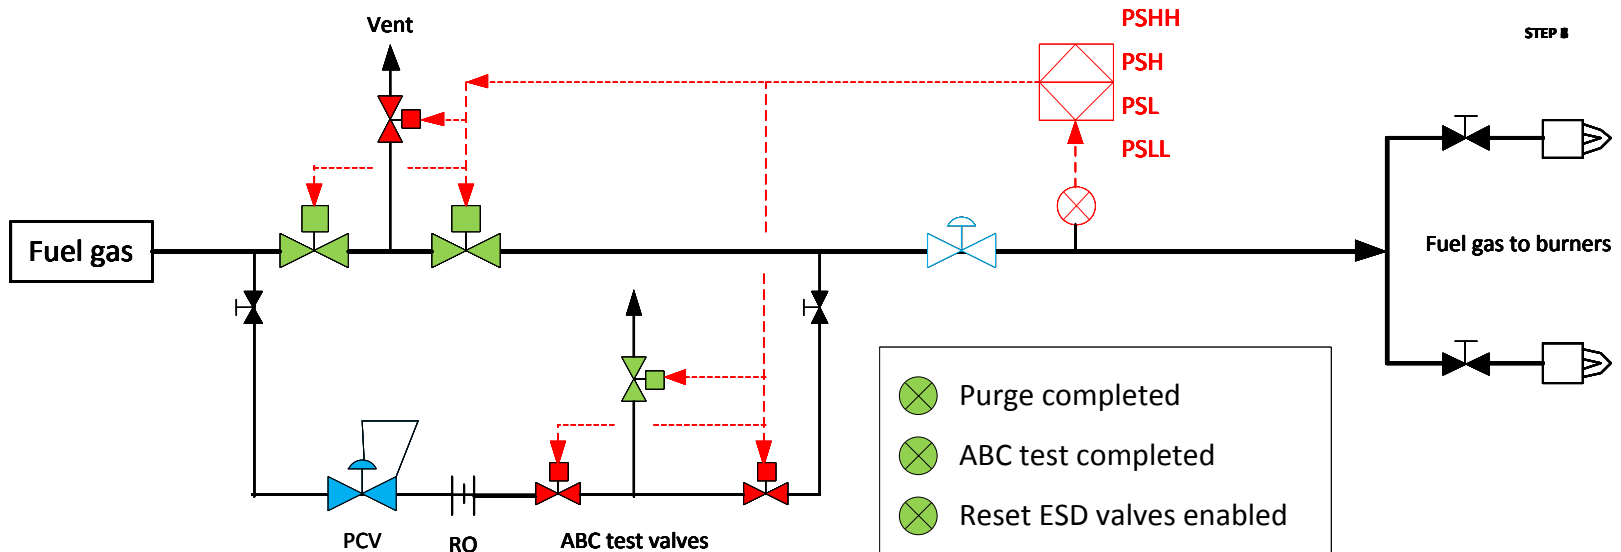 Vent
PSHH
PSH
PSL
PSLL
STEP
Fuel gas
Fuel gas to burners
Purge completed
ABC test completed
Reset ESD valves enabled
PCV
RO
ABC test valves